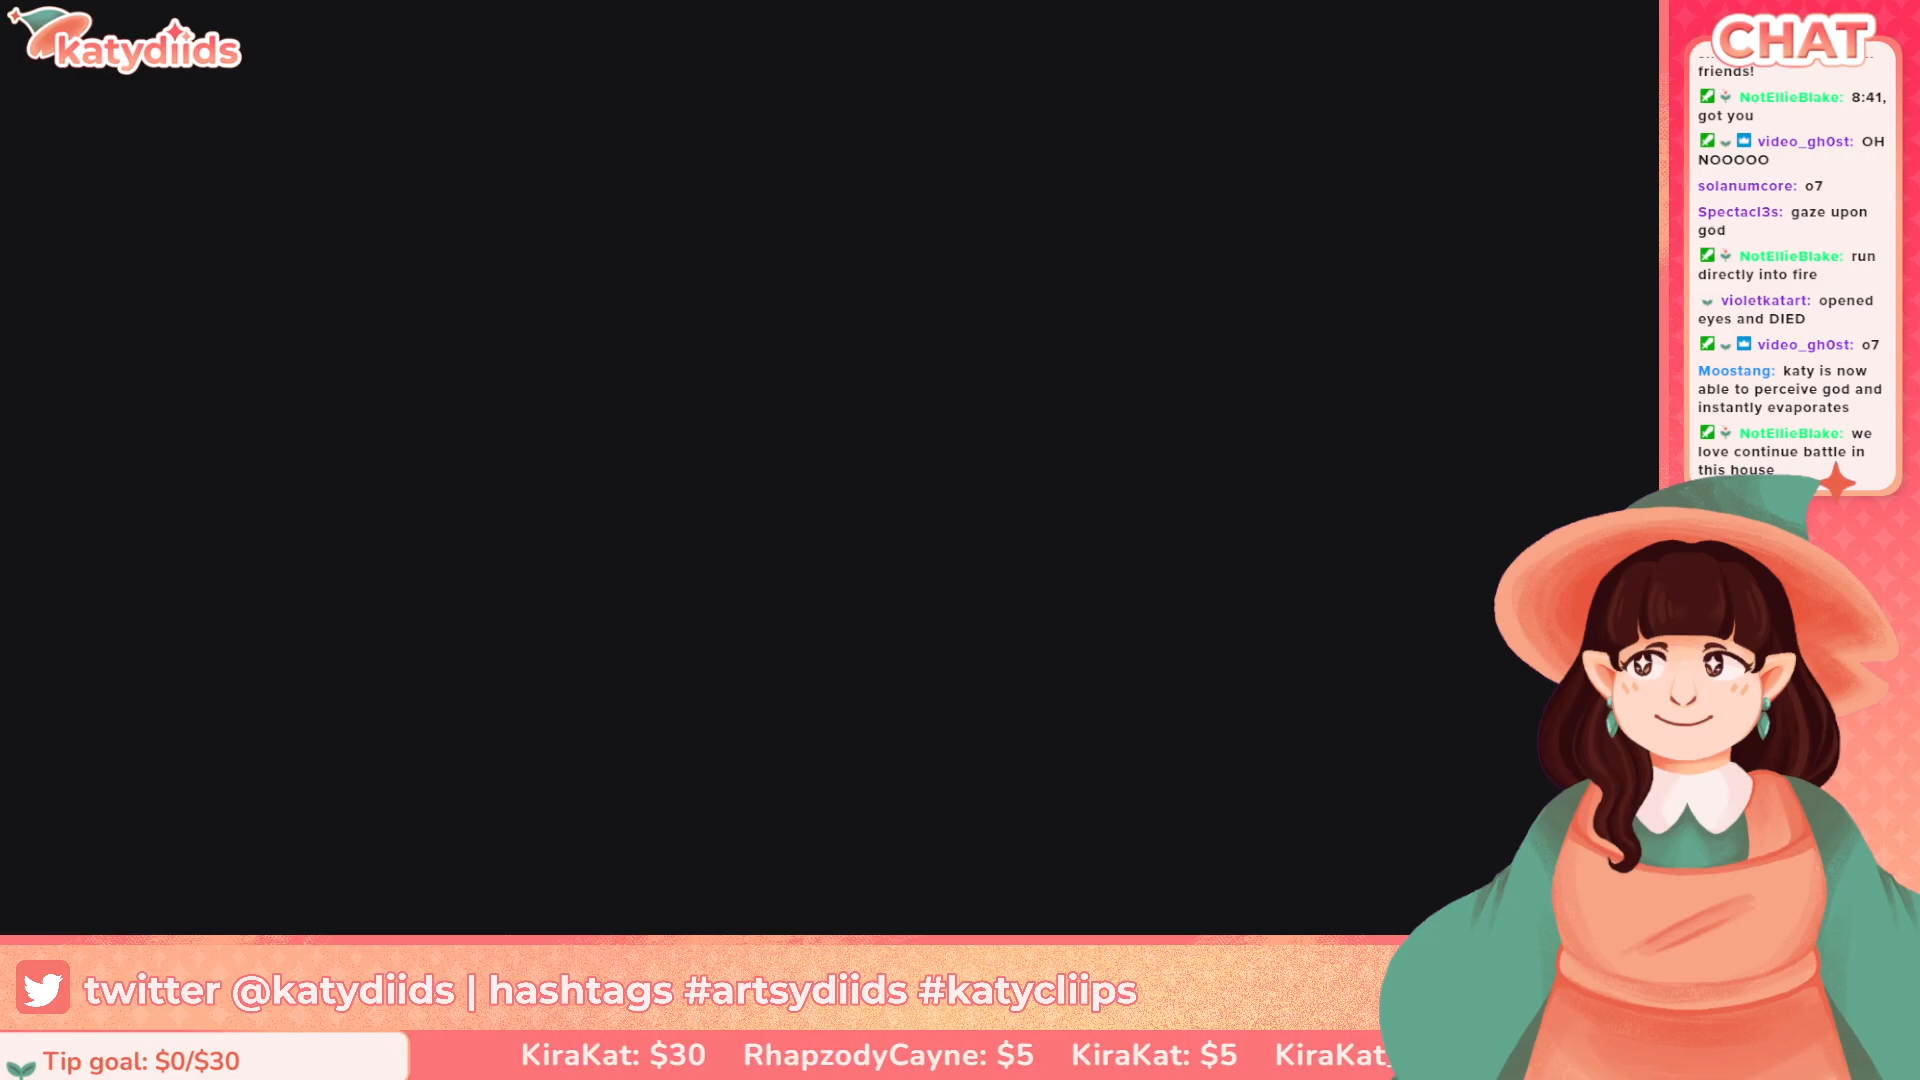 katydiids
CHAT
friends!
NotEllieBlake: 8:41,
got you
video_gh0st: OH
NOOOOO
solanumcore: o7
Spectacl3s: gaze upon
god
NotEllieBlake: run
directly into fire
violetkatart: opened
eyes and DIED
video_gh0st: o7
Moostang: katy is now
able to perceive god and
instantly evaporates
NotEllieBlake: we
love continue battle in
this house
twitter @katydiids | hashtags #artsydiids #katycliips
Tip goal: $0/$30
KiraKat: $30 RhapzodyCayne: $5 KiraKat: $5 KiraKat